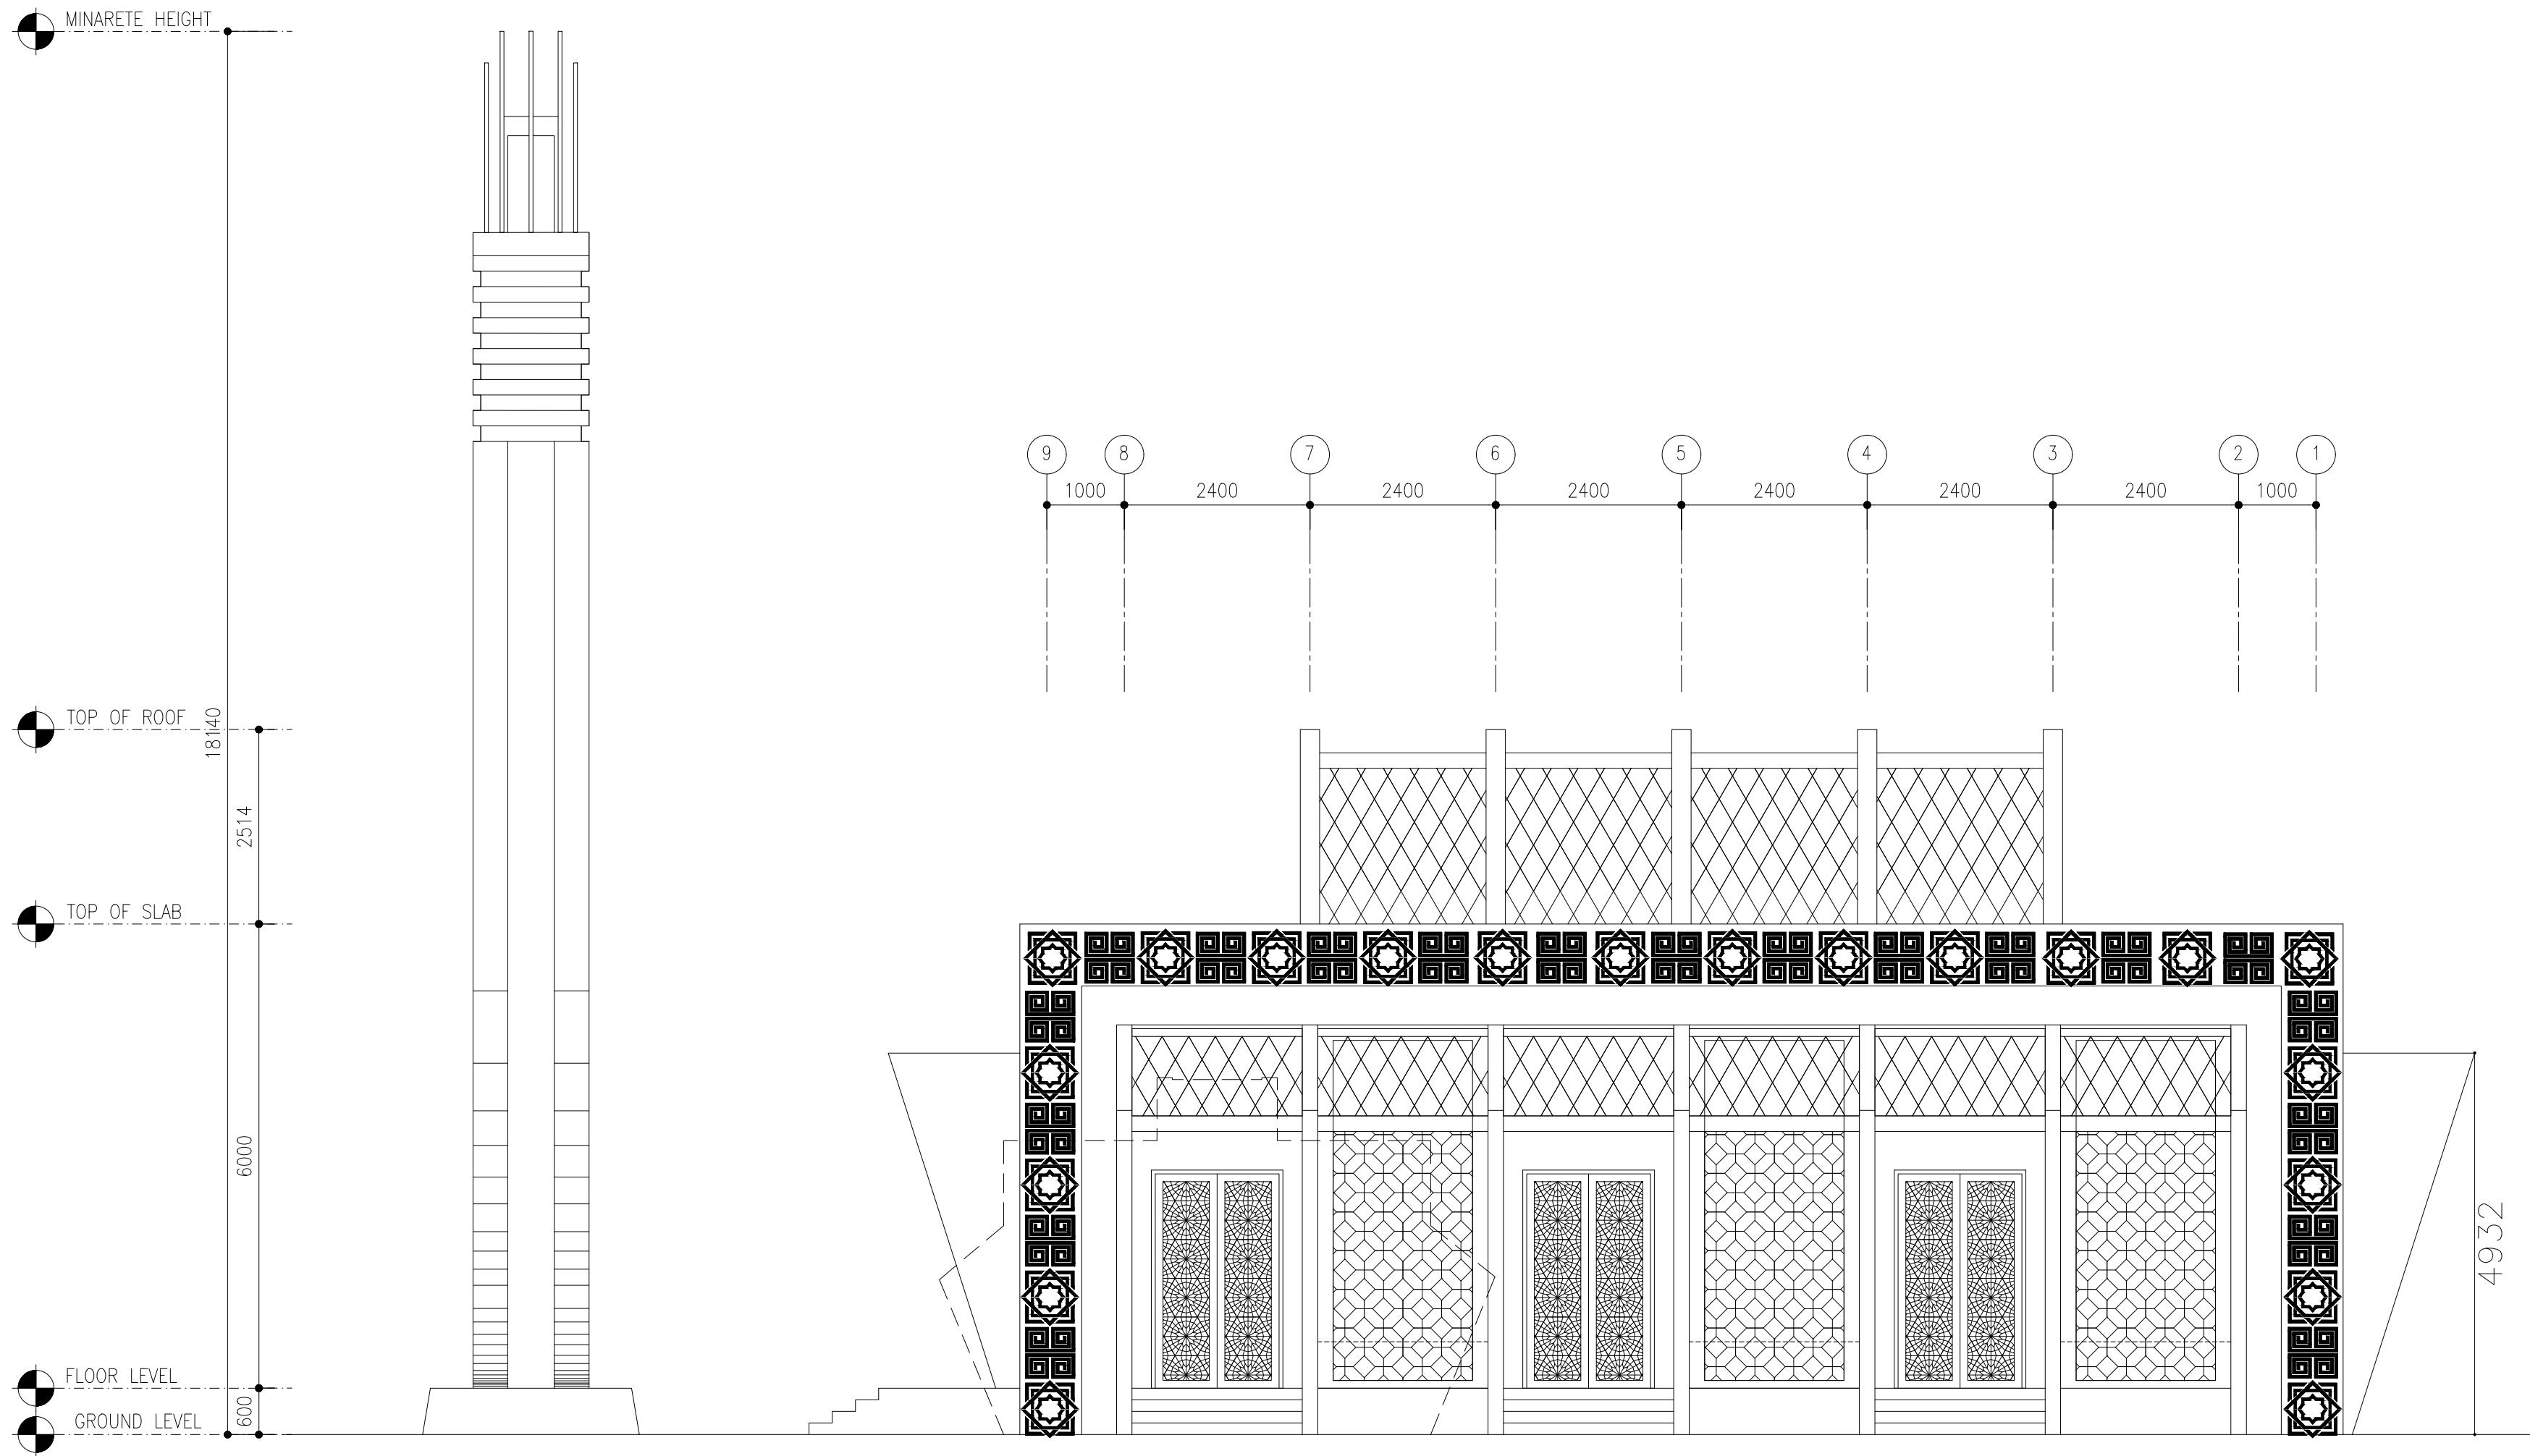 MINARETE HEIGHT
9 8 7 6 5 4 3 2 1
1000 2400 2400 2400 2400 2400 2400 1000
TOP OF ROOF
18140
2514
TOP OF SLAB
6000
4932
FLOOR LEVEL
600
GROUND LEVEL